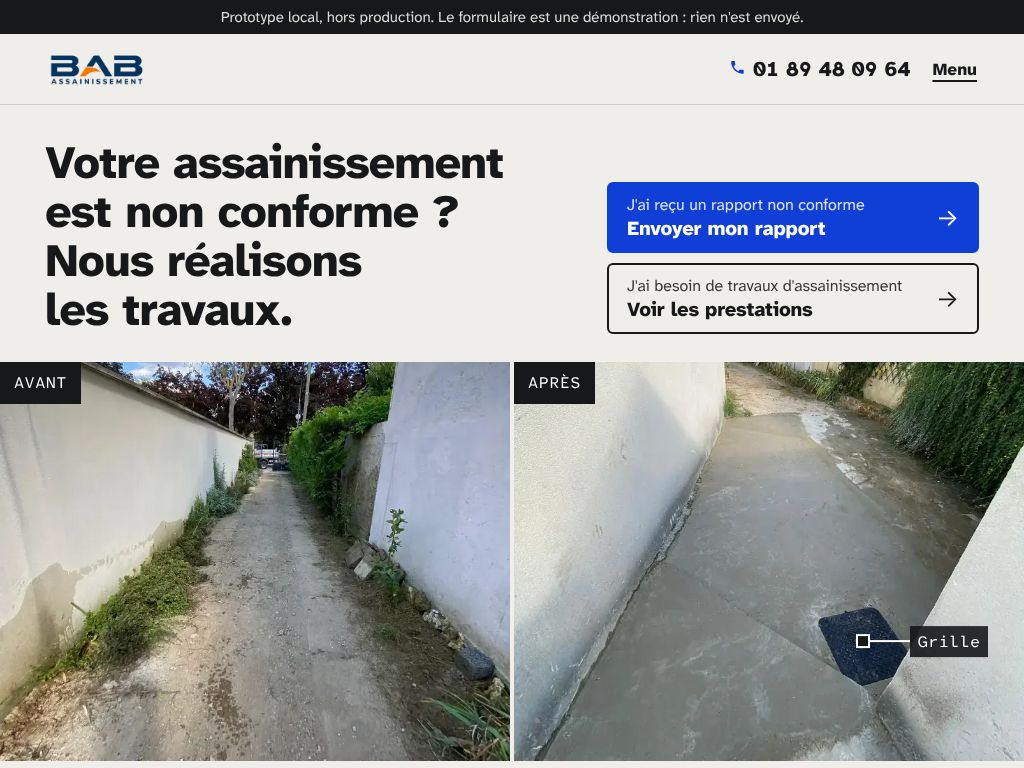 Prototype local, hors production. Le formulaire est une démonstration : rien n'est envoyé.
BAB
ASSAINISSEMENT
01 89 48 09 64
Menu
Votre assainissement
est non conforme ?
Nous réalisons
les travaux.
J'ai reçu un rapport non conforme
Envoyer mon rapport
J'ai besoin de travaux d'assainissement
Voir les prestations
AVANT
APRÈS
Grille